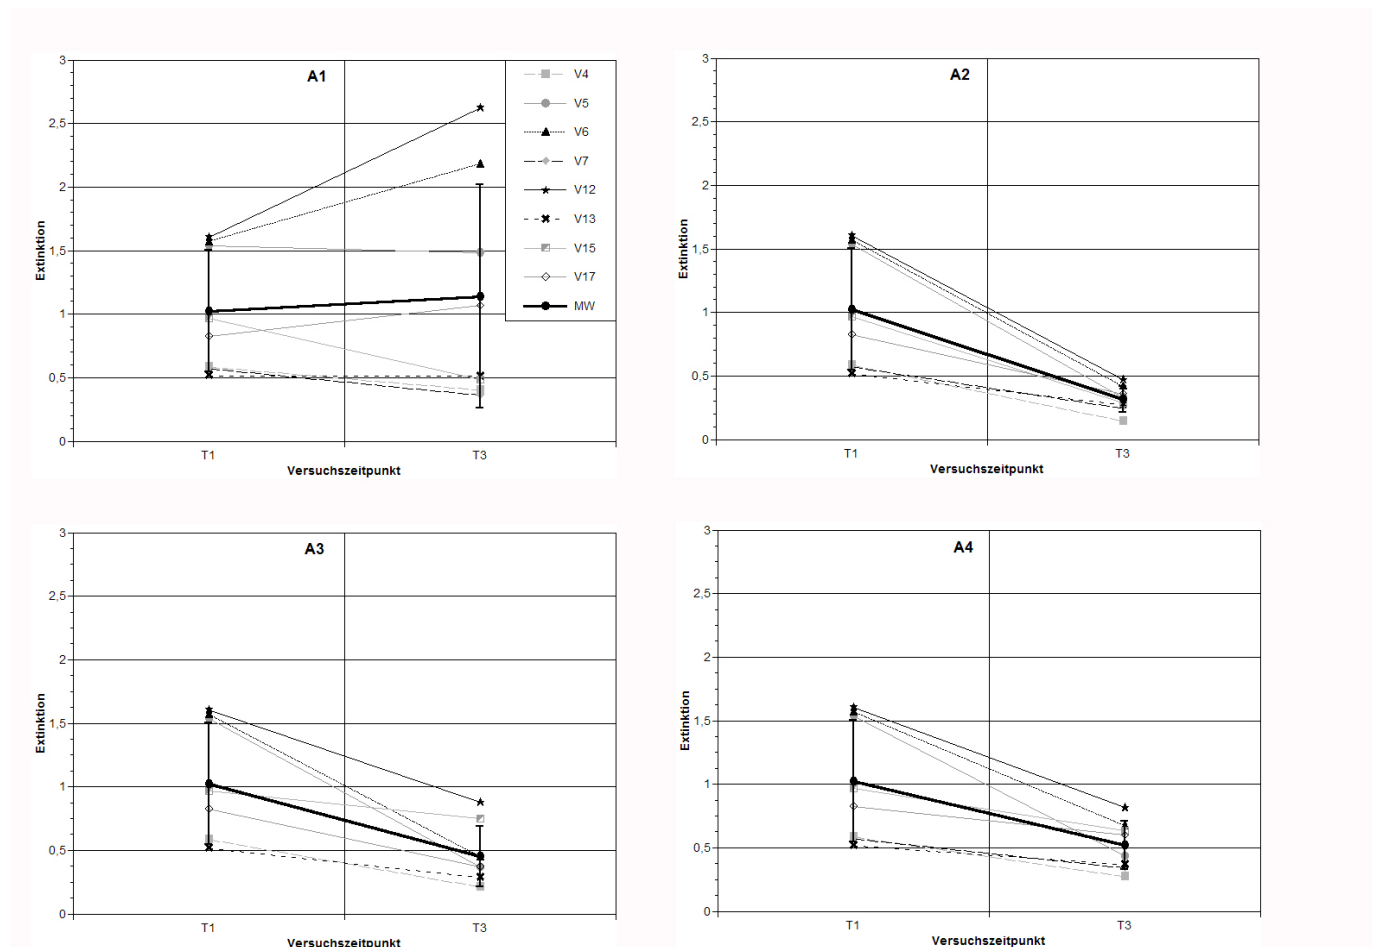 A1
3
2,5
2
1,5
1
0,5
0
Extinktion
T1
T3
Versuchszeitpunkt
V4
V5
V6
V7
V12
V13
V15
V17
MW
A2
3
2,5
2
1,5
1
0,5
0
T1
T3
Versuchszeitpunkt
A3
3
2,5
2
1,5
1
0,5
0
Extinktion
T1
T3
Versuchszeitpunkt
A4
3
2,5
2
1,5
1
0,5
0
Extinktion
T1
T3
Versuchszeitpunkt